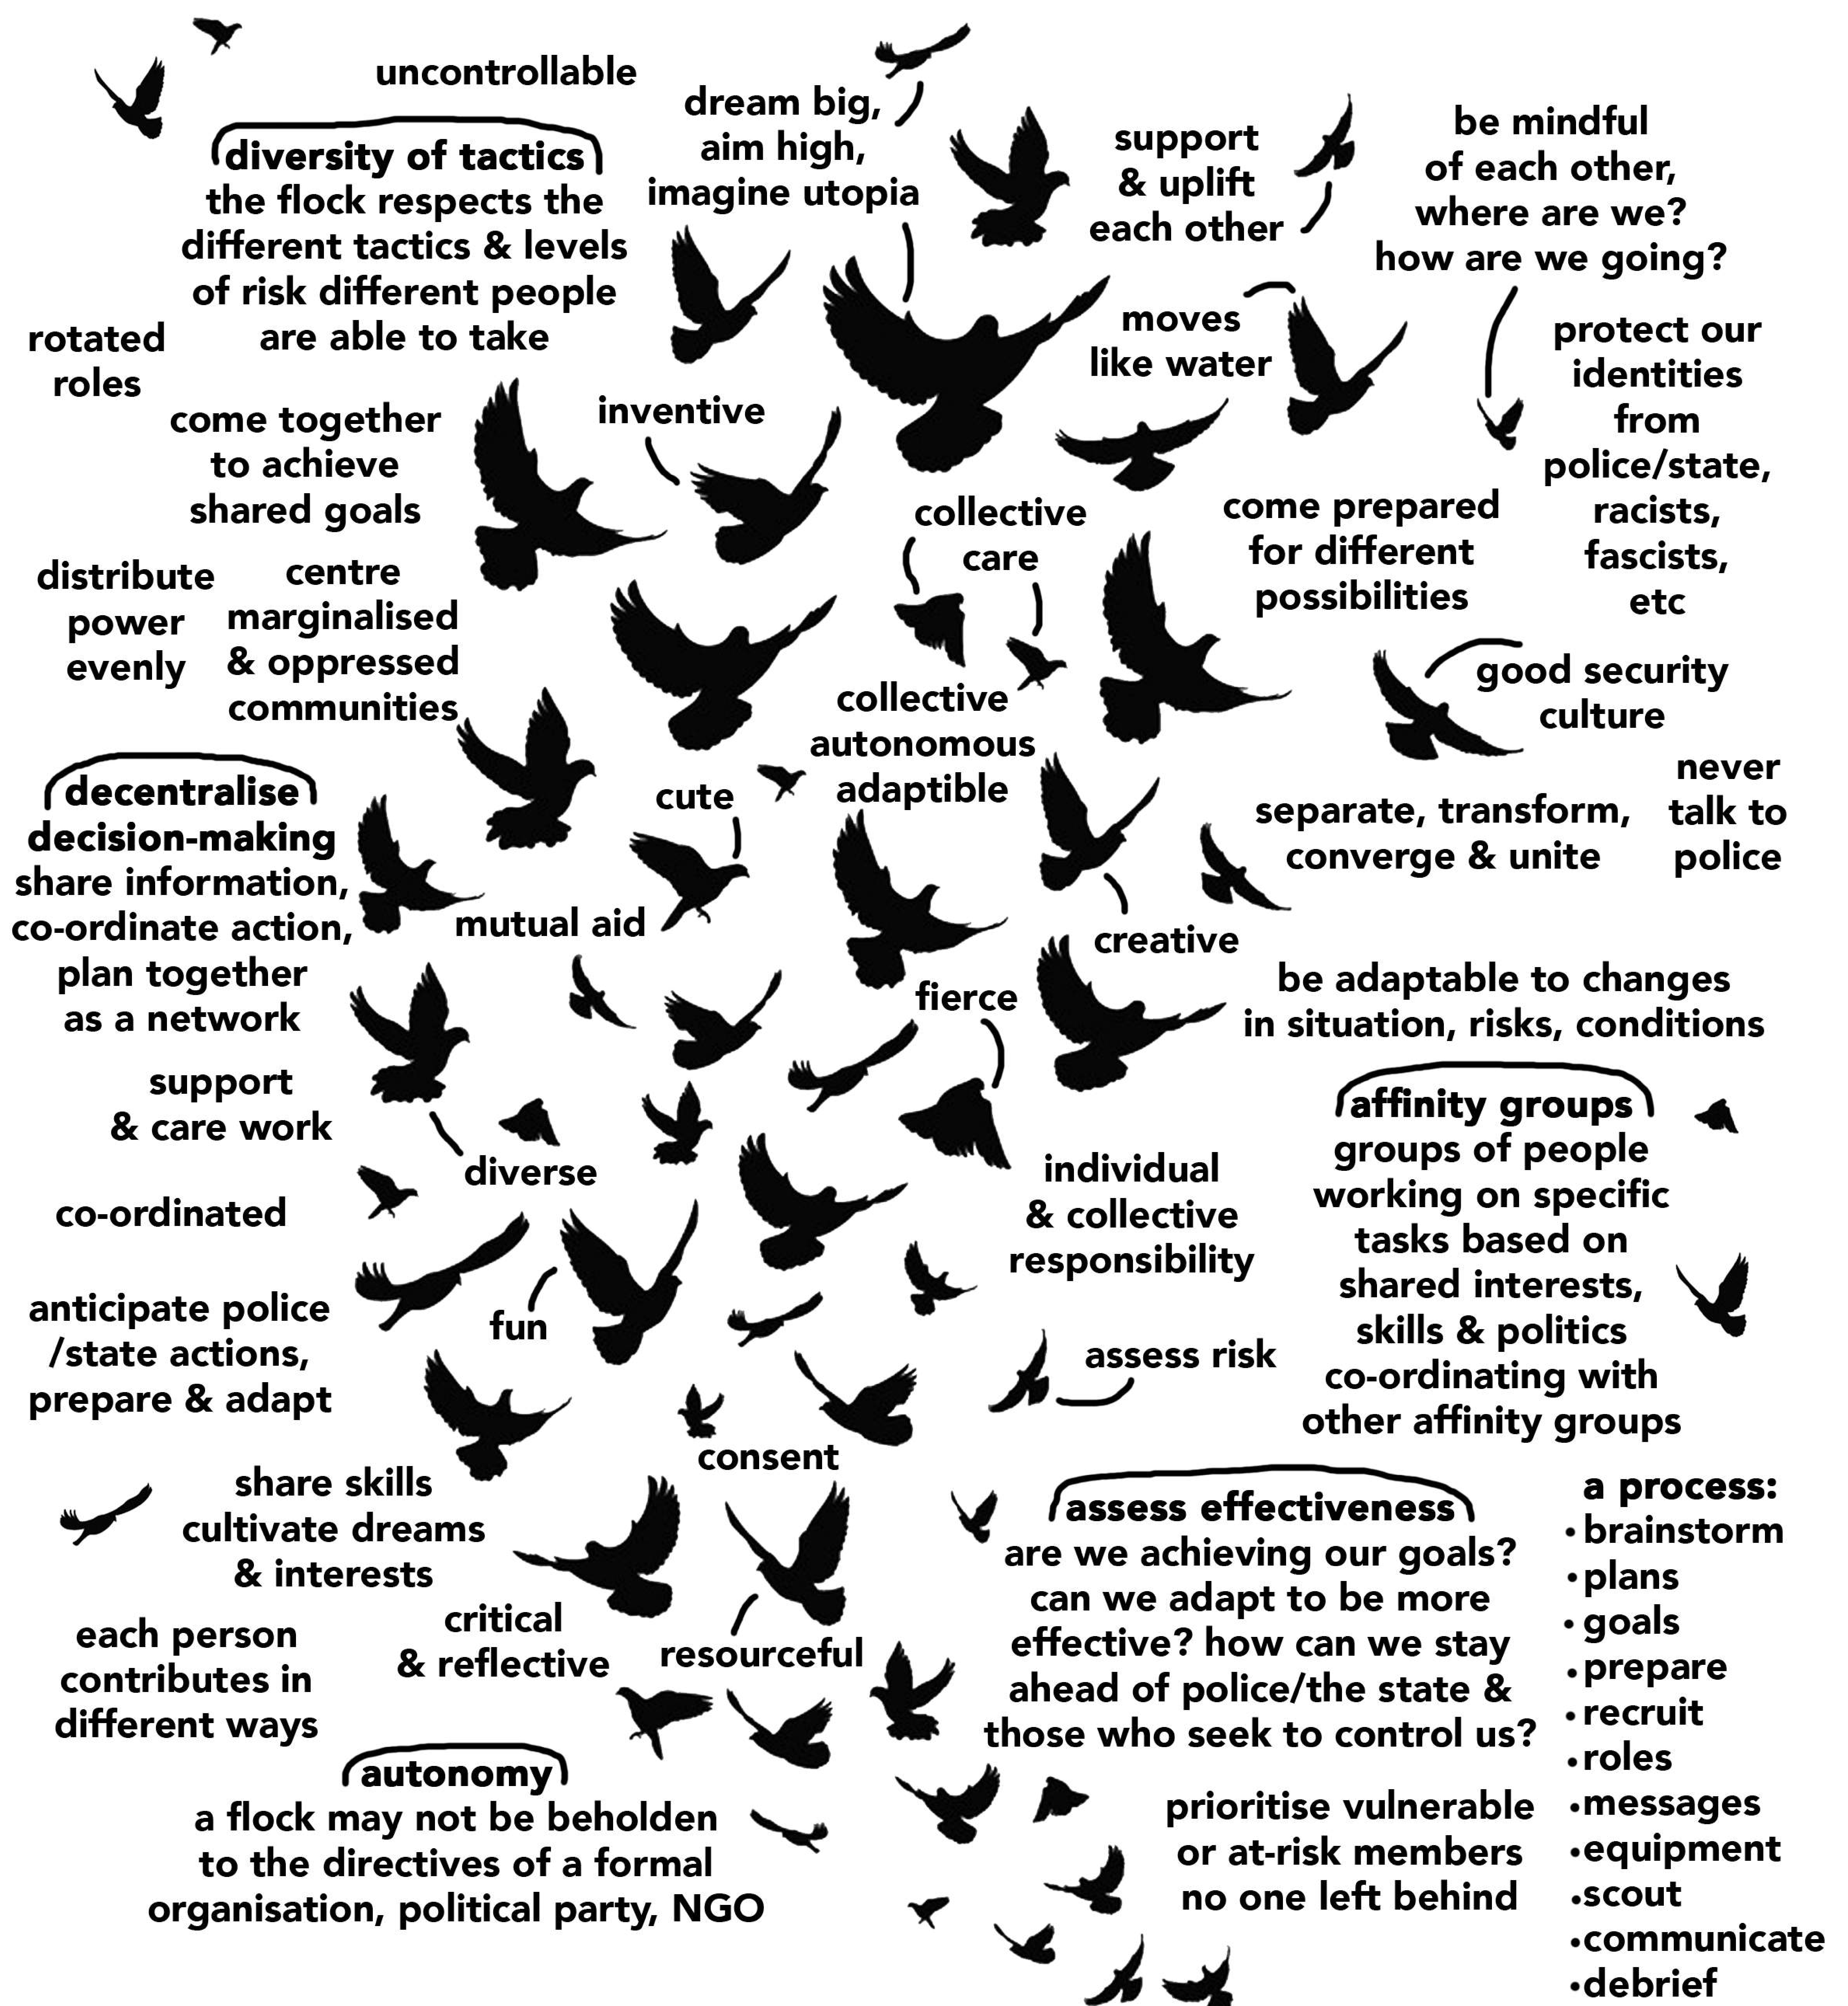 uncontrollable
dream big,
aim high,
imagine utopia
support
& uplift
each other
be mindful
of each other,
where are we?
how are we going?
diversity of tactics
the flock respects the
different tactics & levels
of risk different people
are able to take
rotated
roles
moves
like water
protect our
identities
from
police/state,
racists,
fascists,
etc
come together
to achieve
shared goals
inventive
collective
care
come prepared
for different
possibilities
distribute
power
evenly
centre
marginalised
& oppressed
communities
good security
culture
collective
autonomous
adaptible
never
talk to
police
decentralise
decision-making
share information,
co-ordinate action,
plan together
as a network
cute
separate, transform,
converge & unite
mutual aid
creative
fierce
be adaptable to changes
in situation, risks, conditions
support
& care work
diverse
affinity groups
groups of people
working on specific
tasks based on
shared interests,
skills & politics
co-ordinating with
other affinity groups
individual
& collective
responsibility
co-ordinated
anticipate police
/state actions,
prepare & adapt
fun
assess risk
consent
share skills
cultivate dreams
& interests
assess effectiveness
are we achieving our goals?
can we adapt to be more
effective? how can we stay
ahead of police/the state &
those who seek to control us?
a process:
•brainstorm
•plans
•goals
•prepare
•recruit
•roles
•messages
•equipment
•scout
•communicate
•debrief
each person
contributes in
different ways
critical
& reflective
resourceful
autonomy
a flock may not be beholden
to the directives of a formal
organisation, political party, NGO
prioritise vulnerable
or at-risk members
no one left behind